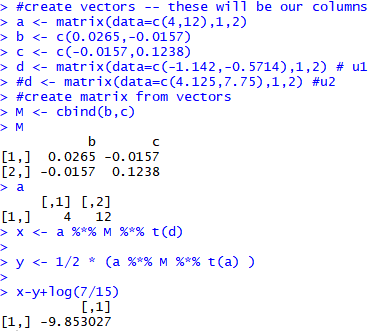 > #create vectors -- these will be our columns
> a <- matrix(data=c(4,12),1,2)
> b <- c(0.0265,-0.0157)
> c <- c(-0.0157,0.1238)
> d <- matrix(data=c(-1.142,-0.5714),1,2) # u1
> #d <- matrix(data=c(4.125,7.75),1,2) #u2
> #create matrix from vectors
> M <- cbind(b,c)
> M
           b       c
[1,]  0.0265 -0.0157
[2,] -0.0157  0.1238
> a
     [,1] [,2]
[1,]    4   12
> x <- a %*% M %*% t(d)
>
> y <- 1/2 * (a %*% M %*% t(a) )
>
> x-y+log(7/15)
          [,1]
[1,] -9.853027